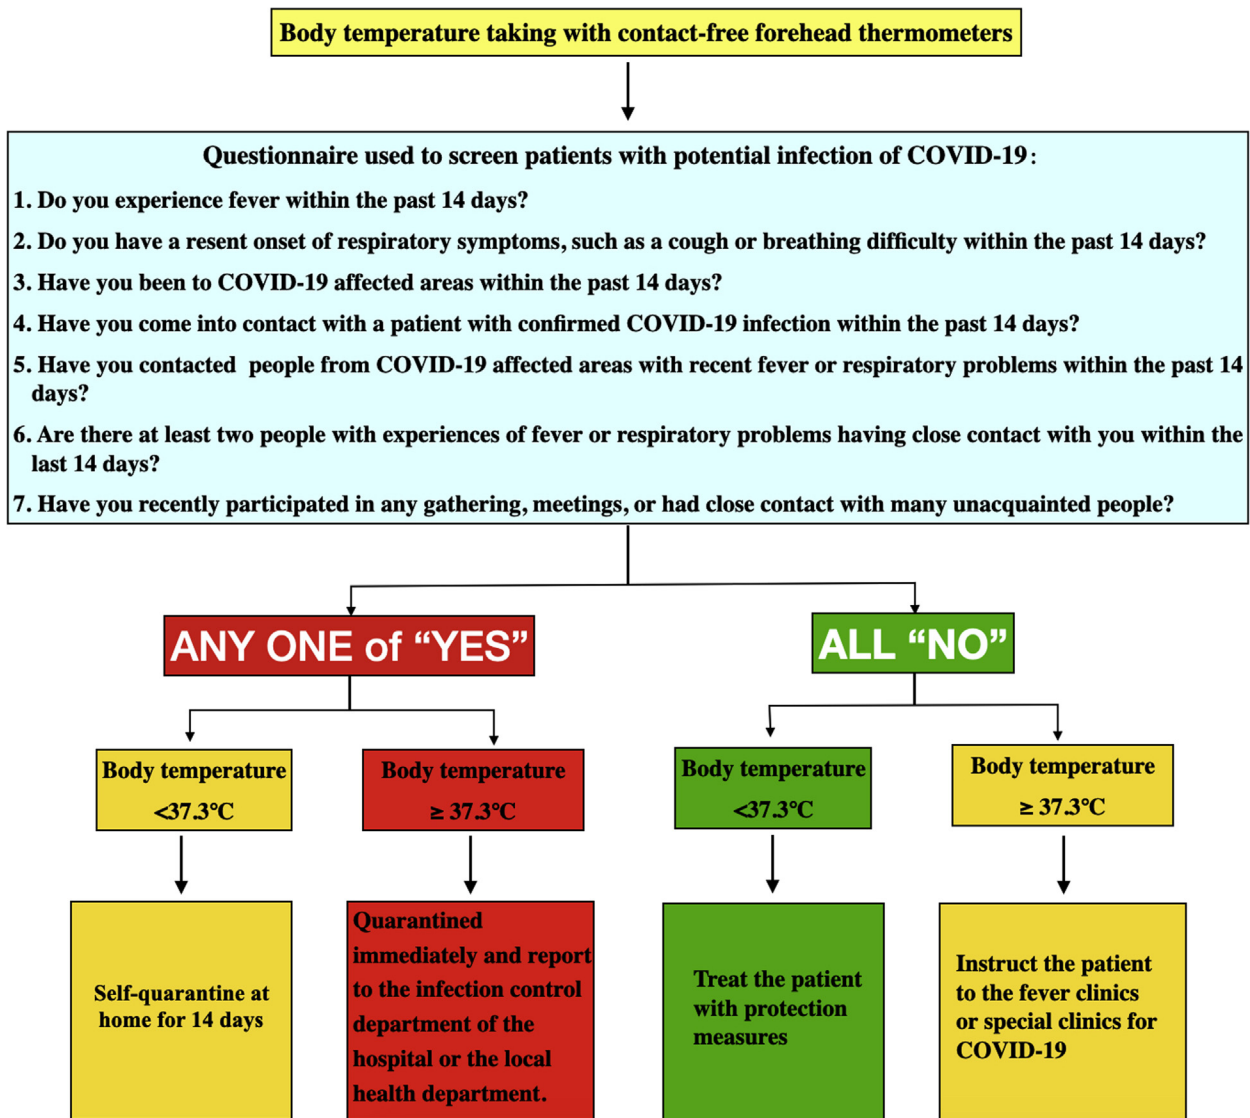 Body temperature taking with contact-free forehead thermometers
Questionnaire used to screen patients with potential infection of COVID-19:
1. Do you experience fever within the past 14 days?
2. Do you have a resent onset of respiratory symptoms, such as a cough or breathing difficulty within the past 14 days?
3. Have you been to COVID-19 affected areas within the past 14 days?
4. Have you come into contact with a patient with confirmed COVID-19 infection within the past 14 days?
5. Have you contacted people from COVID-19 affected areas with recent fever or respiratory problems within the past 14
days?
6. Are there at least two people with experiences of fever or respiratory problems having close contact with you within the
last 14 days?
7. Have you recently participated in any gathering, meetings, or had close contact with many unacquainted people?
ANY ONE of “YES”
ALL “NO”
Body temperature
<37.3°C
Body temperature
≥ 37.3°C
Body temperature
<37.3°C
Body temperature
≥ 37.3°C
Self-quarantine at
home for 14 days
Quarantined
immediately and report
to the infection control
department of the
hospital or the local
health department.
Treat the patient
with protection
measures
Instruct the patient
to the fever clinics
or special clinics for
COVID-19